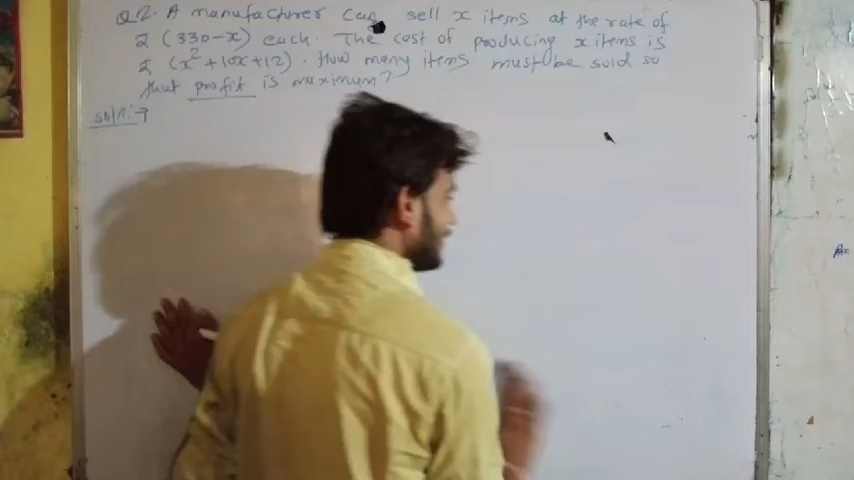 Q2. A manufacturer can sell x items at the rate of
₹ (330-x) each. The cost of producing x items is
₹ (x² + 10x + 12). How many items must be sold so
that profit is maximum?
Soln:→